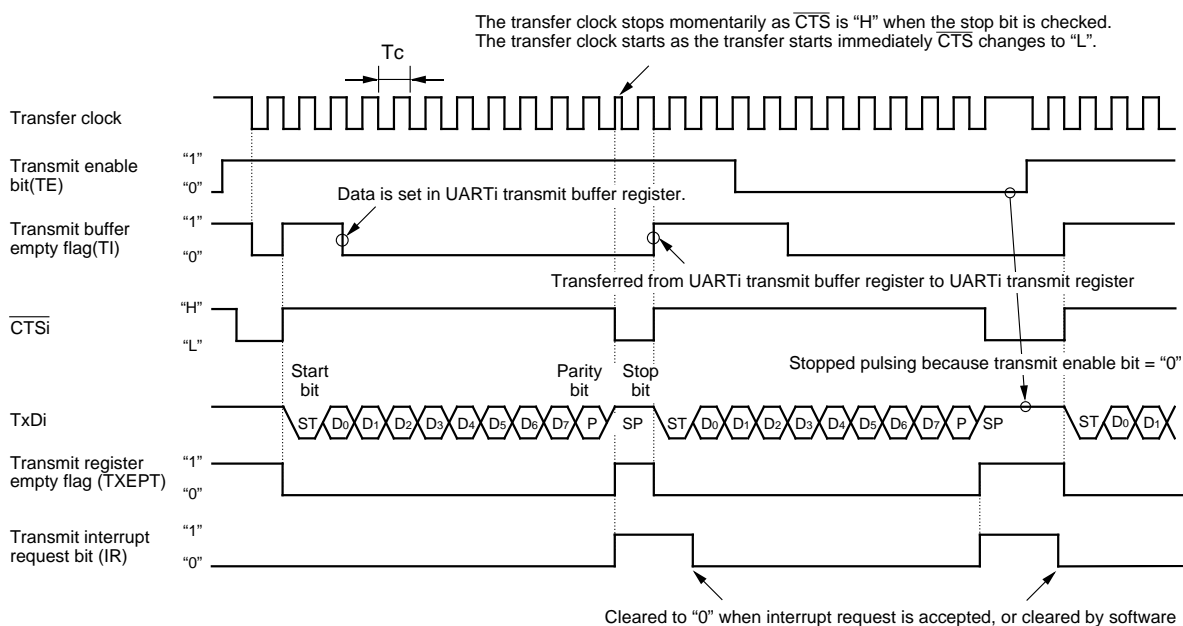 The transfer clock stops momentarily as CTS is “H” when the stop bit is checked.
The transfer clock starts as the transfer starts immediately CTS changes to “L”.
Tc
Transfer clock
Transmit enable
bit(TE)
“1”
“0”
Data is set in UARTi transmit buffer register.
Transmit buffer
empty flag(TI)
“1”
“0”
Transferred from UARTi transmit buffer register to UARTi transmit register
CTSi
“H”
“L”
Stopped pulsing because transmit enable bit = “0”
Start
bit
Parity
bit
Stop
bit
TxDi
ST D0 D1 D2 D3 D4 D5 D6 D7 P SP ST D0 D1 D2 D3 D4 D5 D6 D7 P SP ST D0 D1
Transmit register
empty flag (TXEPT)
“1”
“0”
Transmit interrupt
request bit (IR)
“1”
“0”
Cleared to “0” when interrupt request is accepted, or cleared by software